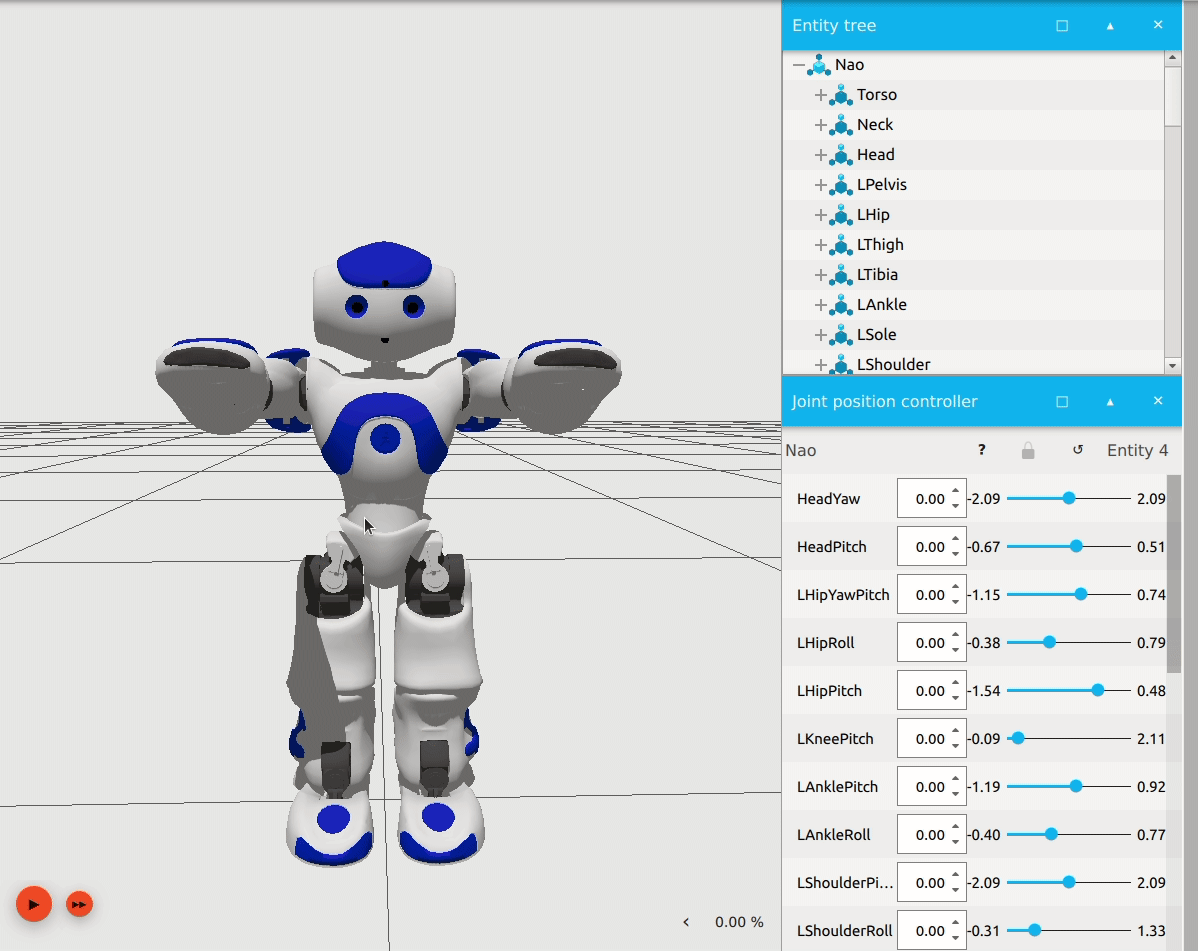 Entity tree
Nao
Torso
Neck
Head
LPelvis
LHip
LThigh
LTibia
LAnkle
LSole
LShoulder
Joint position controller
Nao ? Entity 4
HeadYaw 0.00 -2.09 2.09
HeadPitch 0.00 -0.67 0.51
LHipYawPitch 0.00 -1.15 0.74
LHipRoll 0.00 -0.38 0.79
LHipPitch 0.00 -1.54 0.48
LKneePitch 0.00 -0.09 2.11
LAnklePitch 0.00 -1.19 0.92
LAnkleRoll 0.00 -0.40 0.77
LShoulderPi... 0.00 -2.09 2.09
LShoulderRoll 0.00 -0.31 1.33
< 0.00 %